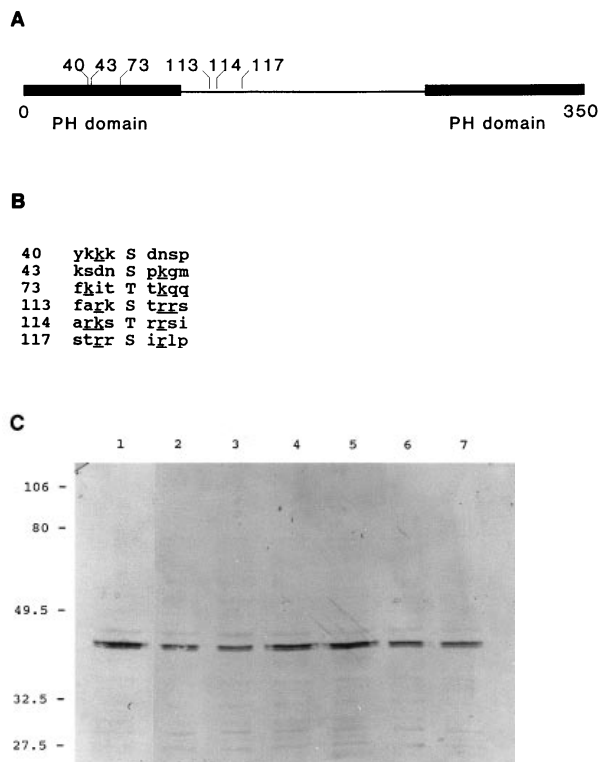 A
40 43 73 113 114 117
0 350
PH domain PH domain
B
40 ykkk S dnsp
43 ksdn S pkgm
73 fkit T tkqq
113 fark S trrs
114 arks T rrsi
117 strr S irlp
C
1 2 3 4 5 6 7
106 -
80 -
49.5 -
32.5 -
27.5 -